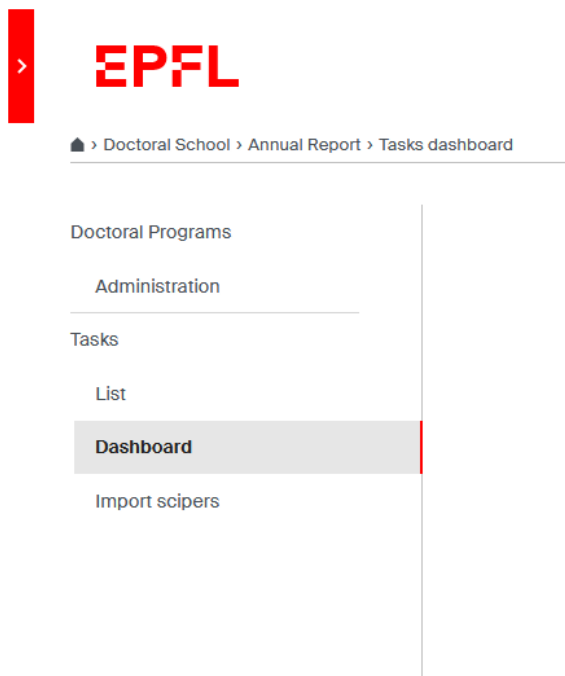 EPFL
› Doctoral School › Annual Report › Tasks dashboard
Doctoral Programs
Administration
Tasks
List
Dashboard
Import scipers